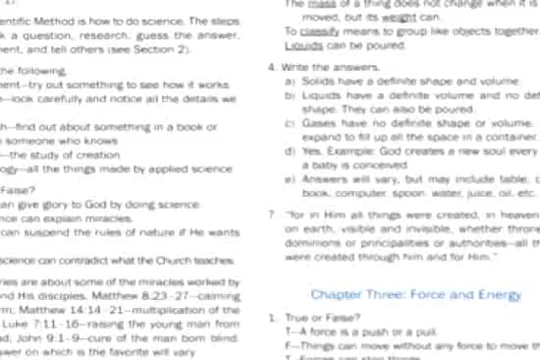 entific Method is how to do science. The steps
k a question, research, guess the answer,
ent, and tell others (see Section 2).
he following.
ent—try out something to see how it works
—look carefully and notice all the details we
h—find out about something in a book or
someone who knows
—the study of creation
ogy—all the things made by applied science
False?
an give glory to God by doing science.
nce can explain miracles.
can suspend the rules of nature if He wants
science can contradict what the Church teaches.
ries are about some of the miracles worked by
nd His disciples. Matthew 8:23-27—calming
rm; Matthew 14:14-21—multiplication of the
Luke 7:11-16—raising the young man from
d; John 9:1-9—cure of the man born blind.
swer on which is the favorite will vary
The mass of a thing does not change when it is
moved, but its weight can.
To classify means to group like objects together.
Liquids can be poured.
4. Write the answers.
a) Solids have a definite shape and volume.
b) Liquids have a definite volume and no def
shape. They can also be poured.
c) Gases have no definite shape or volume.
expand to fill up all the space in a container.
d) Yes. Example: God creates a new soul every
a baby is conceived.
e) Answers will vary, but may include table, c
book, computer, spoon, water, juice, oil, etc.
7. "for in Him all things were created, in heaven
on earth, visible and invisible, whether throne
dominions or principalities or authorities—all th
were created through him and for Him."
Chapter Three: Force and Energy
1. True or False?
T—A force is a push or a pull.
F—Things can move without any force to move th
T—Forces can stop things.